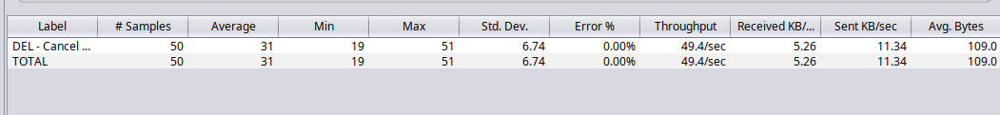 Label # Samples Average Min Max Std. Dev. Error % Throughput Received KB/... Sent KB/sec Avg. Bytes
DEL - Cancel ... 50 31 19 51 6.74 0.00% 49.4/sec 5.26 11.34 109.0
TOTAL 50 31 19 51 6.74 0.00% 49.4/sec 5.26 11.34 109.0